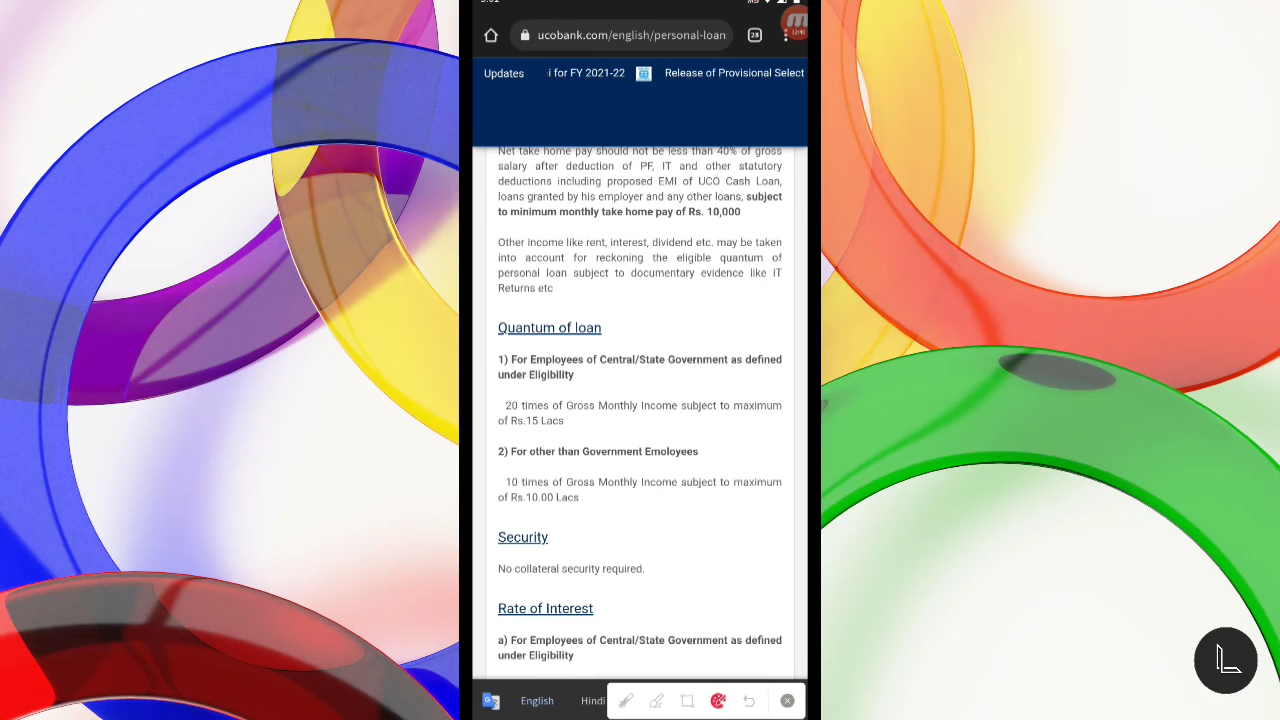 ucobank.com/english/personal-loan
28
12:40
Updates
i for FY 2021-22
Release of Provisional Select
Net take home pay should not be less than 40% of gross
salary after deduction of PF, IT and other statutory
deductions including proposed EMI of UCO Cash Loan,
loans granted by his employer and any other loans, subject
to minimum monthly take home pay of Rs. 10,000
Other income like rent, interest, dividend etc. may be taken
into account for reckoning the eligible quantum of
personal loan subject to documentary evidence like IT
Returns etc
Quantum of loan
1) For Employees of Central/State Government as defined
under Eligibility
20 times of Gross Monthly Income subject to maximum
of Rs.15 Lacs
2) For other than Government Emoloyees
10 times of Gross Monthly Income subject to maximum
of Rs.10.00 Lacs
Security
No collateral security required.
Rate of Interest
a) For Employees of Central/State Government as defined
under Eligibility
English
Hindi